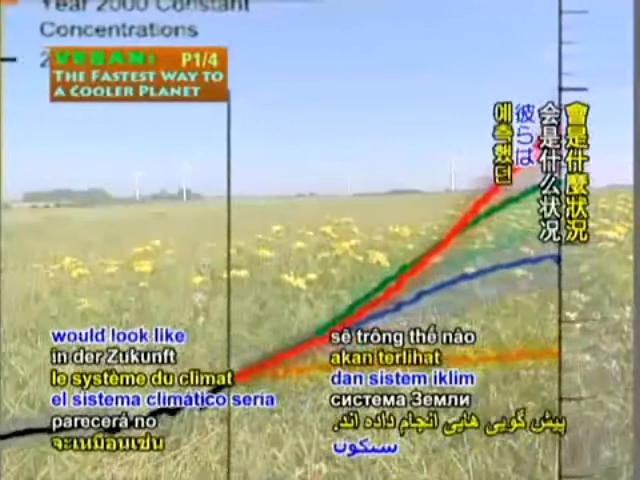 Year 2000 Constant
Concentrations
2
VEGAN: P1/4
THE FASTEST WAY TO
A COOLER PLANET
會是什麼狀況
会是什么状况
彼らは
예측했던
would look like
in der Zukunft
le système du climat
el sistema climático sería
parecerá no
จะเหมือนเช่น
sẽ trông thế nào
akan terlihat
dan sistem iklim
система Земли
پیش گویی هایی انجام داده اند.